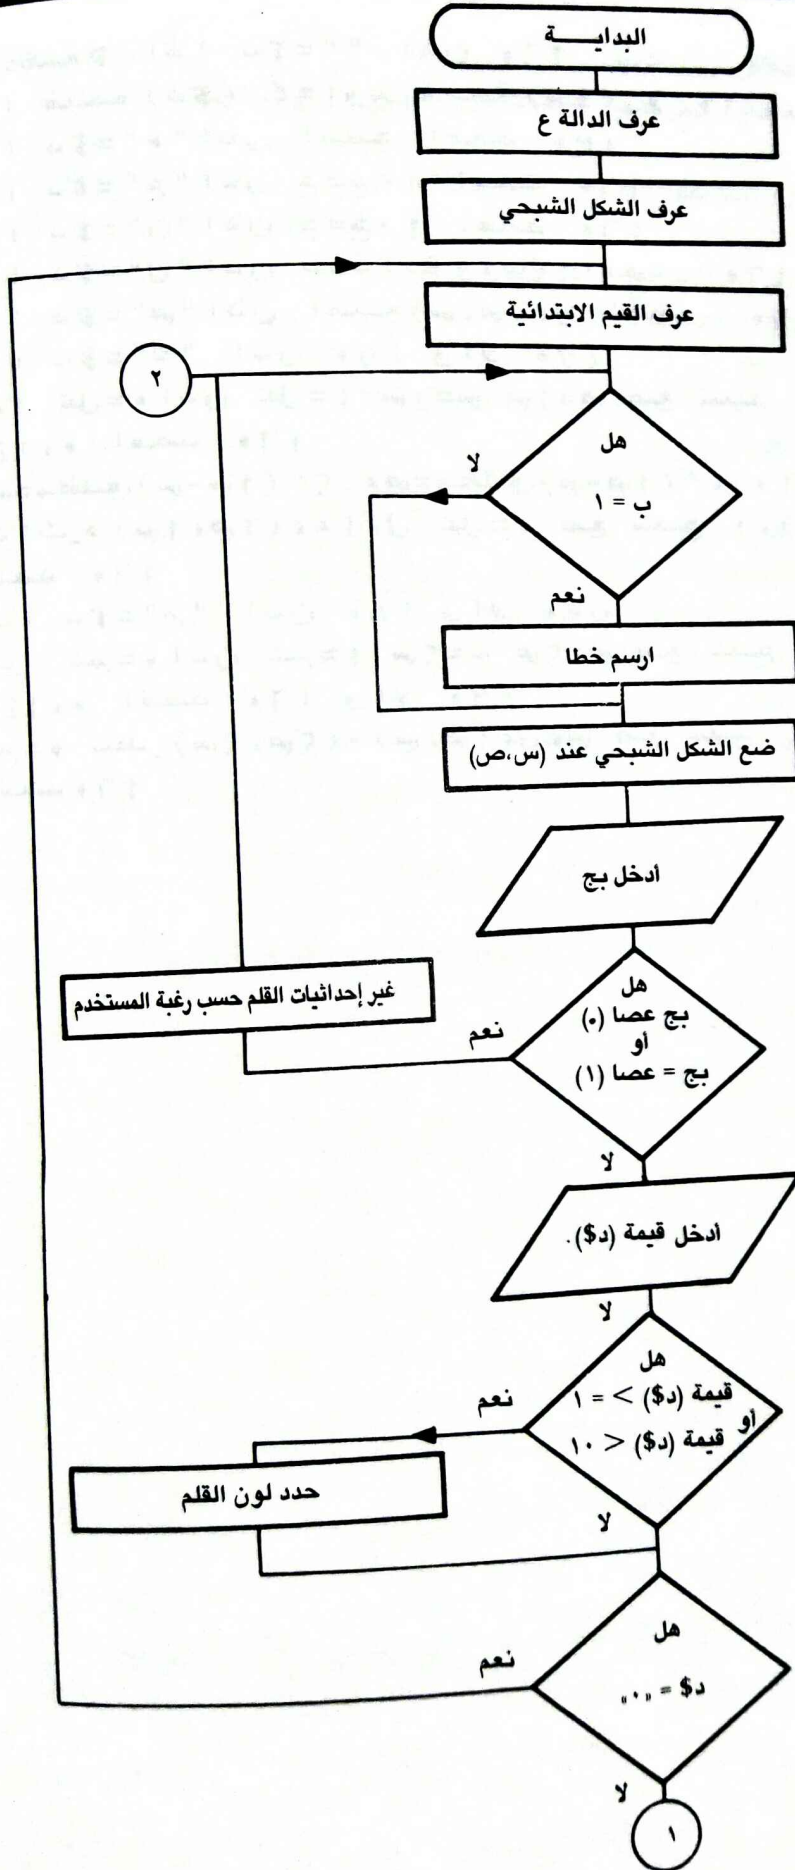 البدايـــة
عرف الدالة ع
عرف الشكل الشبحي
عرف القيم الابتدائية
٢
هل
ب = ١
لا
نعم
ارسم خطا
ضع الشكل الشبحي عند (س،ص)
أدخل بج
هل
بج عصا (٠)
أو
بج = عصا (١)
نعم
غير إحداثيات القلم حسب رغبة المستخدم
لا
أدخل قيمة (د$).
لا
هل
قيمة (د$) > = ١
أو
قيمة (د$) < ١٠
نعم
حدد لون القلم
لا
هل
د$ = "٠"
نعم
لا
١